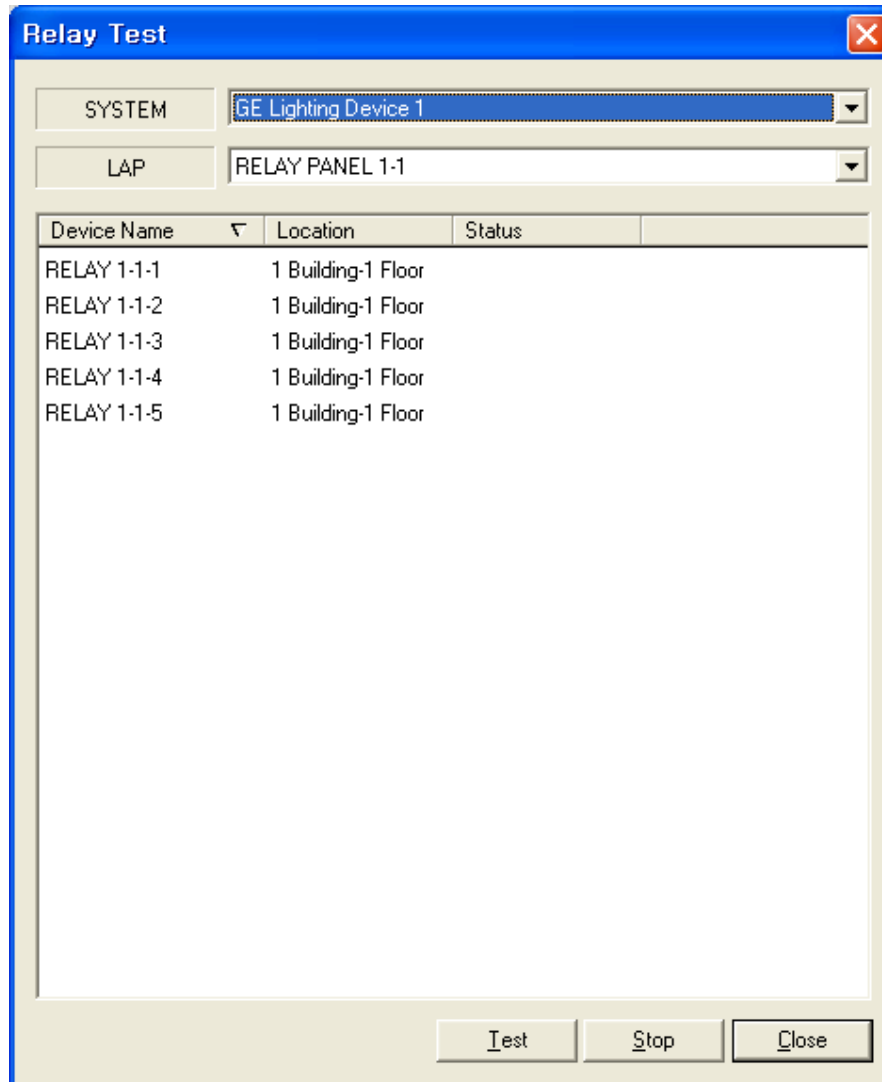 Relay Test
SYSTEM GE Lighting Device 1
LAP RELAY PANEL 1-1
Device Name Location Status
RELAY 1-1-1 1 Building-1 Floor
RELAY 1-1-2 1 Building-1 Floor
RELAY 1-1-3 1 Building-1 Floor
RELAY 1-1-4 1 Building-1 Floor
RELAY 1-1-5 1 Building-1 Floor
Test Stop Close